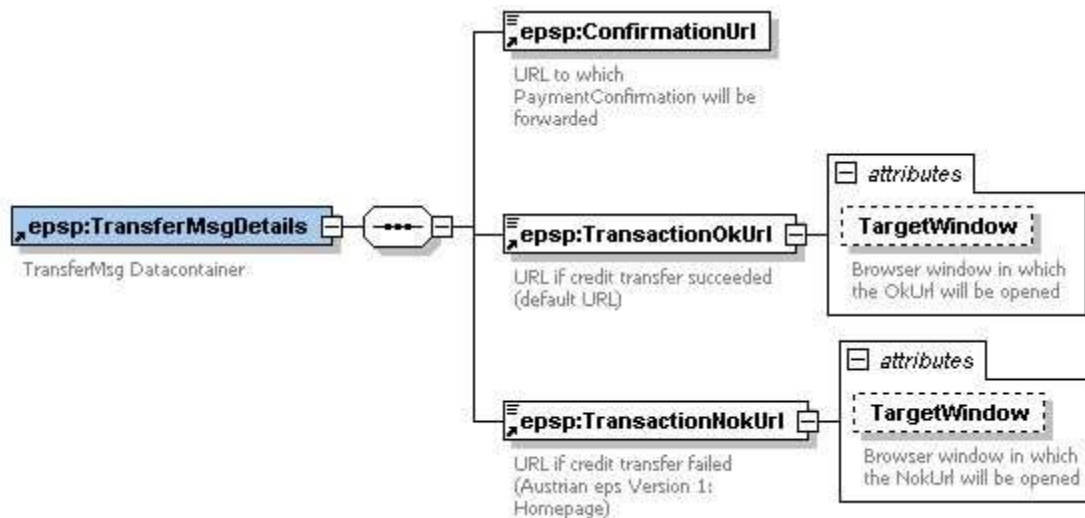 epsp:ConfirmationUrl
URL to which
PaymentConfirmation will be
forwarded
epsp:TransferMsgDetails
TransferMsg Datacontainer
epsp:TransactionOkUrl
URL if credit transfer succeeded
(default URL)
attributes
TargetWindow
Browser window in which
the OkUrl will be opened
epsp:TransactionNokUrl
URL if credit transfer failed
(Austrian eps Version 1:
Homepage)
attributes
TargetWindow
Browser window in which
the NokUrl will be opened